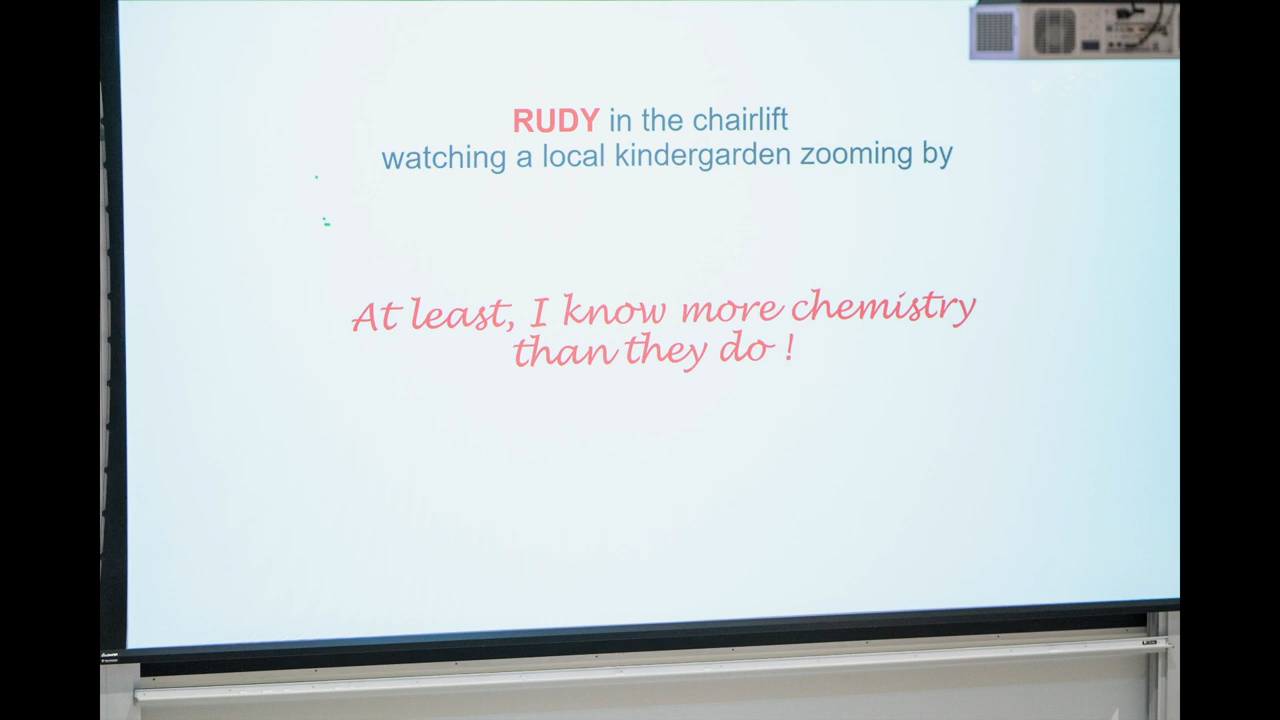 RUDY in the chairlift
watching a local kindergarden zooming by
At least, I know more chemistry
than they do !